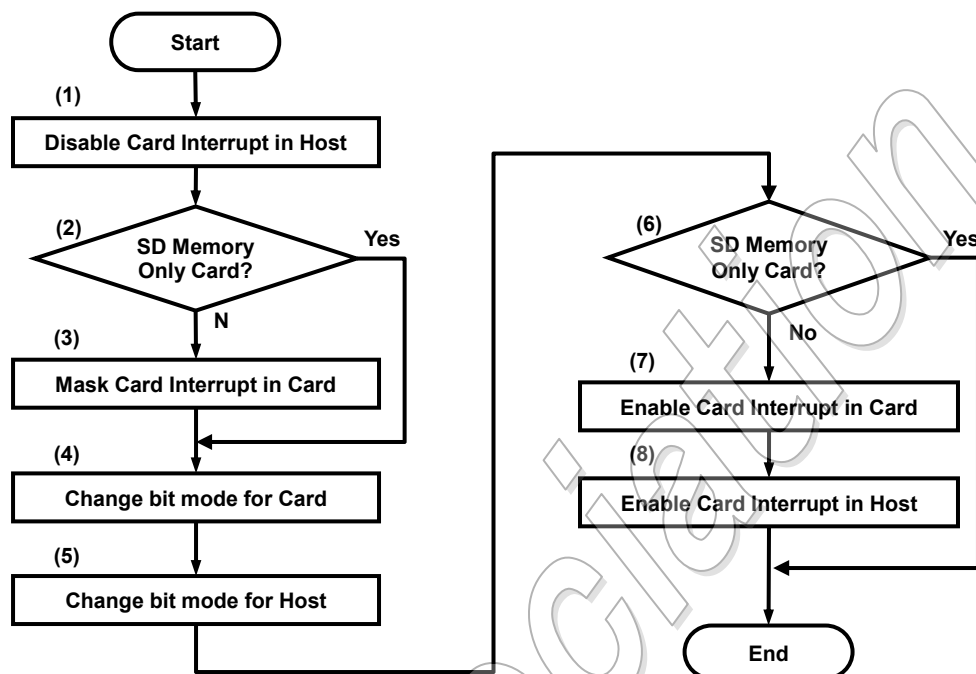 Start
(1)
Disable Card Interrupt in Host
(2)
SD Memory
Only Card?
Yes
N
(3)
Mask Card Interrupt in Card
(4)
Change bit mode for Card
(5)
Change bit mode for Host
(6)
SD Memory
Only Card?
Yes
No
(7)
Enable Card Interrupt in Card
(8)
Enable Card Interrupt in Host
End
ociation